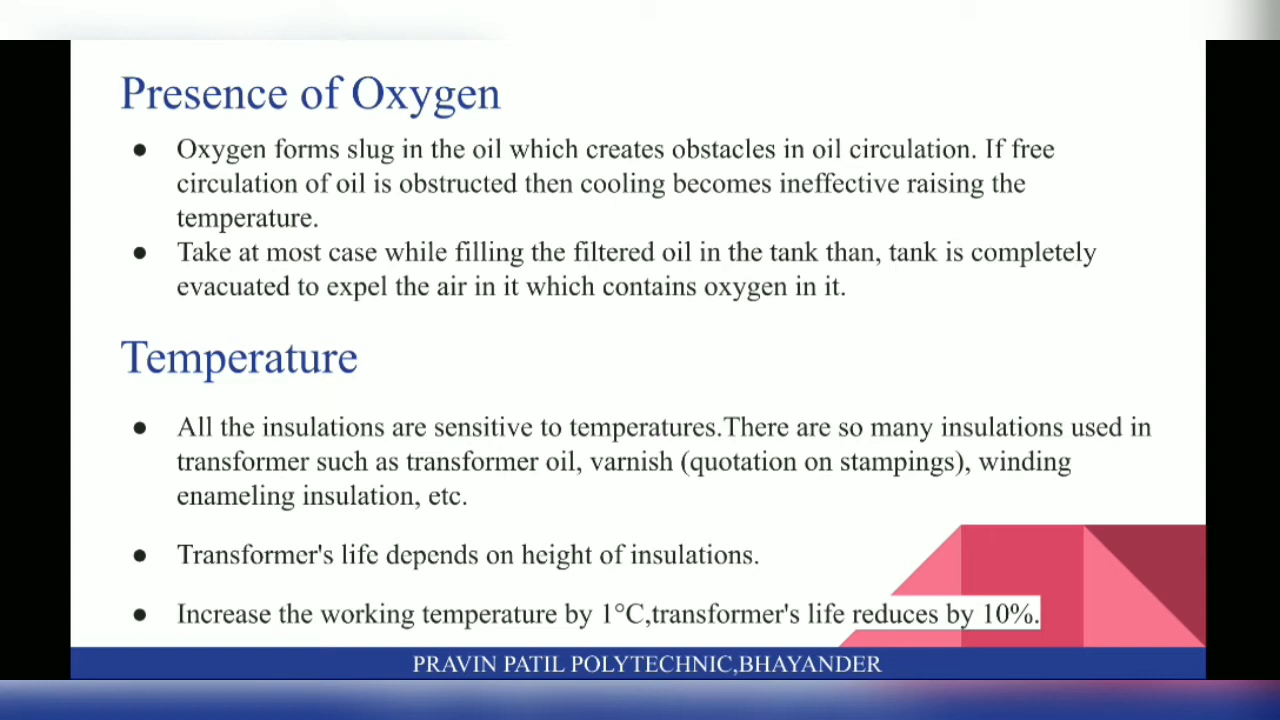 Presence of Oxygen
● Oxygen forms slug in the oil which creates obstacles in oil circulation. If free
circulation of oil is obstructed then cooling becomes ineffective raising the
temperature.
● Take at most case while filling the filtered oil in the tank than, tank is completely
evacuated to expel the air in it which contains oxygen in it.
Temperature
● All the insulations are sensitive to temperatures.There are so many insulations used in
transformer such as transformer oil, varnish (quotation on stampings), winding
enameling insulation, etc.
● Transformer's life depends on height of insulations.
● Increase the working temperature by 1°C,transformer's life reduces by 10%.
PRAVIN PATIL POLYTECHNIC,BHAYANDER